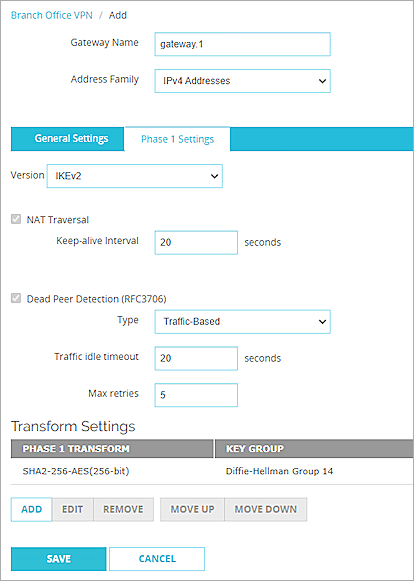 Branch Office VPN / Add
Gateway Name gateway.1
Address Family IPv4 Addresses
General Settings Phase 1 Settings
Version IKEv2
NAT Traversal
Keep-alive Interval 20 seconds
Dead Peer Detection (RFC3706)
Type Traffic-Based
Traffic idle timeout 20 seconds
Max retries 5
Transform Settings
PHASE 1 TRANSFORM KEY GROUP
SHA2-256-AES(256-bit) Diffie-Hellman Group 14
ADD EDIT REMOVE MOVE UP MOVE DOWN
SAVE CANCEL